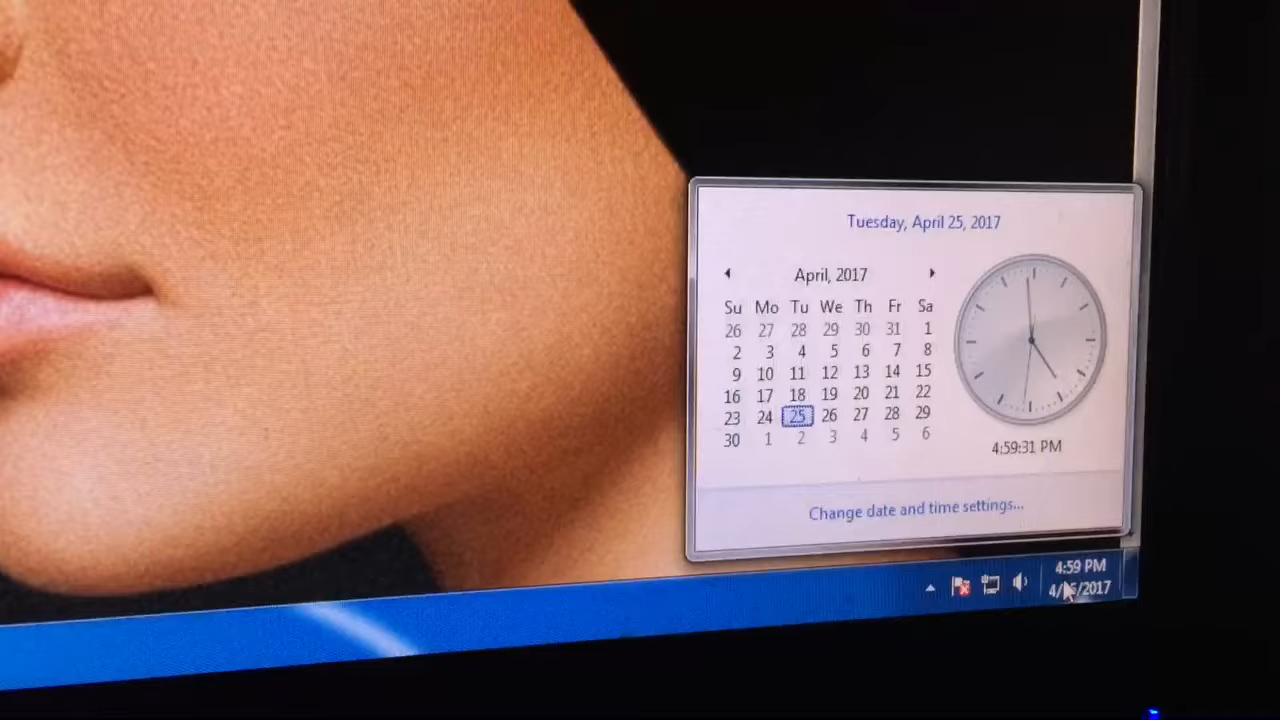 Tuesday, April 25, 2017
April, 2017
Su Mo Tu We Th Fr Sa
26 27 28 29 30 31 1
2 3 4 5 6 7 8
9 10 11 12 13 14 15
16 17 18 19 20 21 22
23 24 25 26 27 28 29
30 1 2 3 4 5 6
4:59:31 PM
Change date and time settings...
4:59 PM
4/25/2017